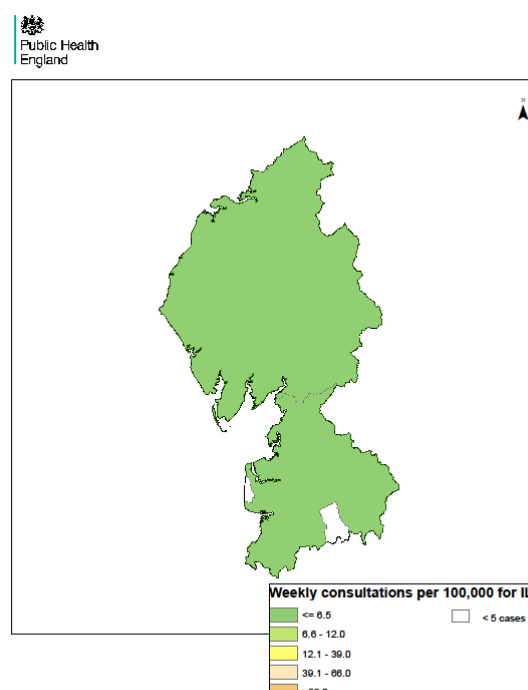 Public Health
England
Weekly consultations per 100,000 for
<= 6.5
< 5 cases
6.6 - 12.0
12.1 - 39.0
39.1 - 66.0